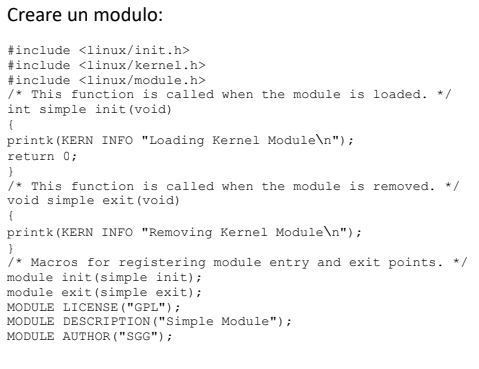 Creare un modulo:
#include <linux/init.h>
#include <linux/kernel.h>
#include <linux/module.h>
/* This function is called when the module is loaded. */
int simple init(void)
{
printk(KERN INFO "Loading Kernel Module\n");
return 0;
}
/* This function is called when the module is removed. */
void simple exit(void)
{
printk(KERN INFO "Removing Kernel Module\n");
}
/* Macros for registering module entry and exit points. */
module init(simple init);
module exit(simple exit);
MODULE LICENSE("GPL");
MODULE DESCRIPTION("Simple Module");
MODULE AUTHOR("SGG");